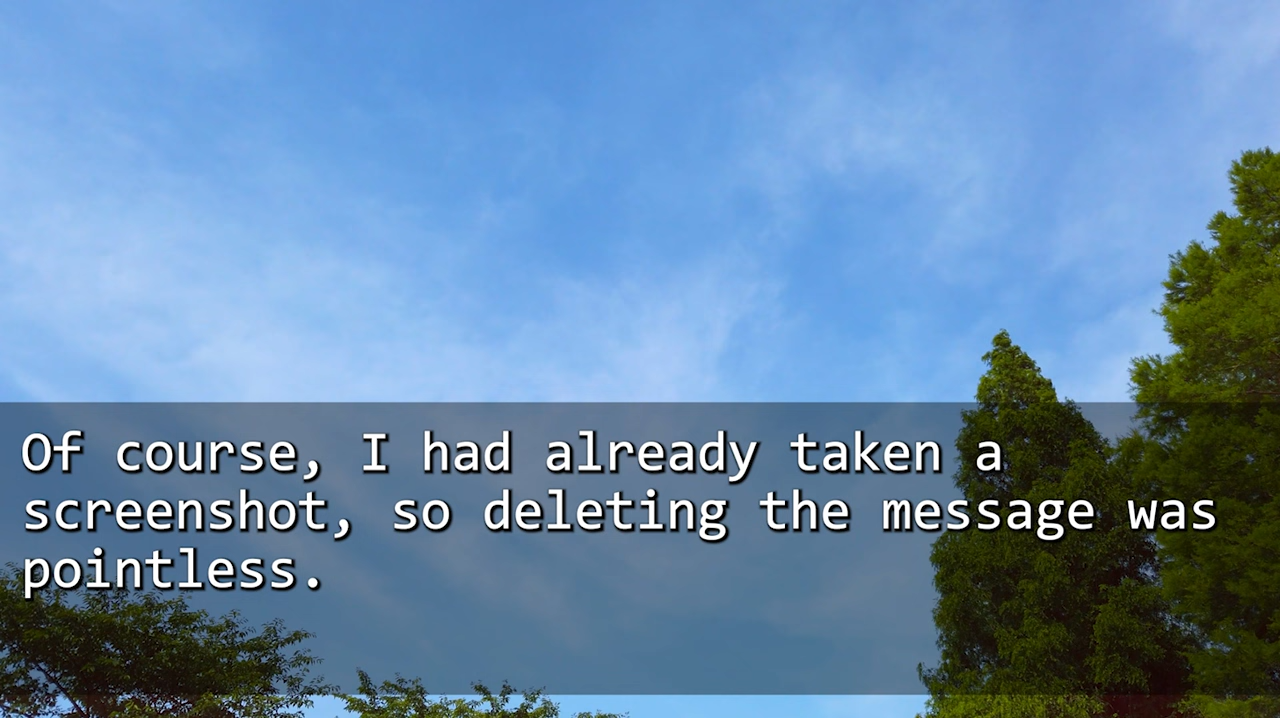 Of course, I had already taken a
screenshot, so deleting the message was
pointless.